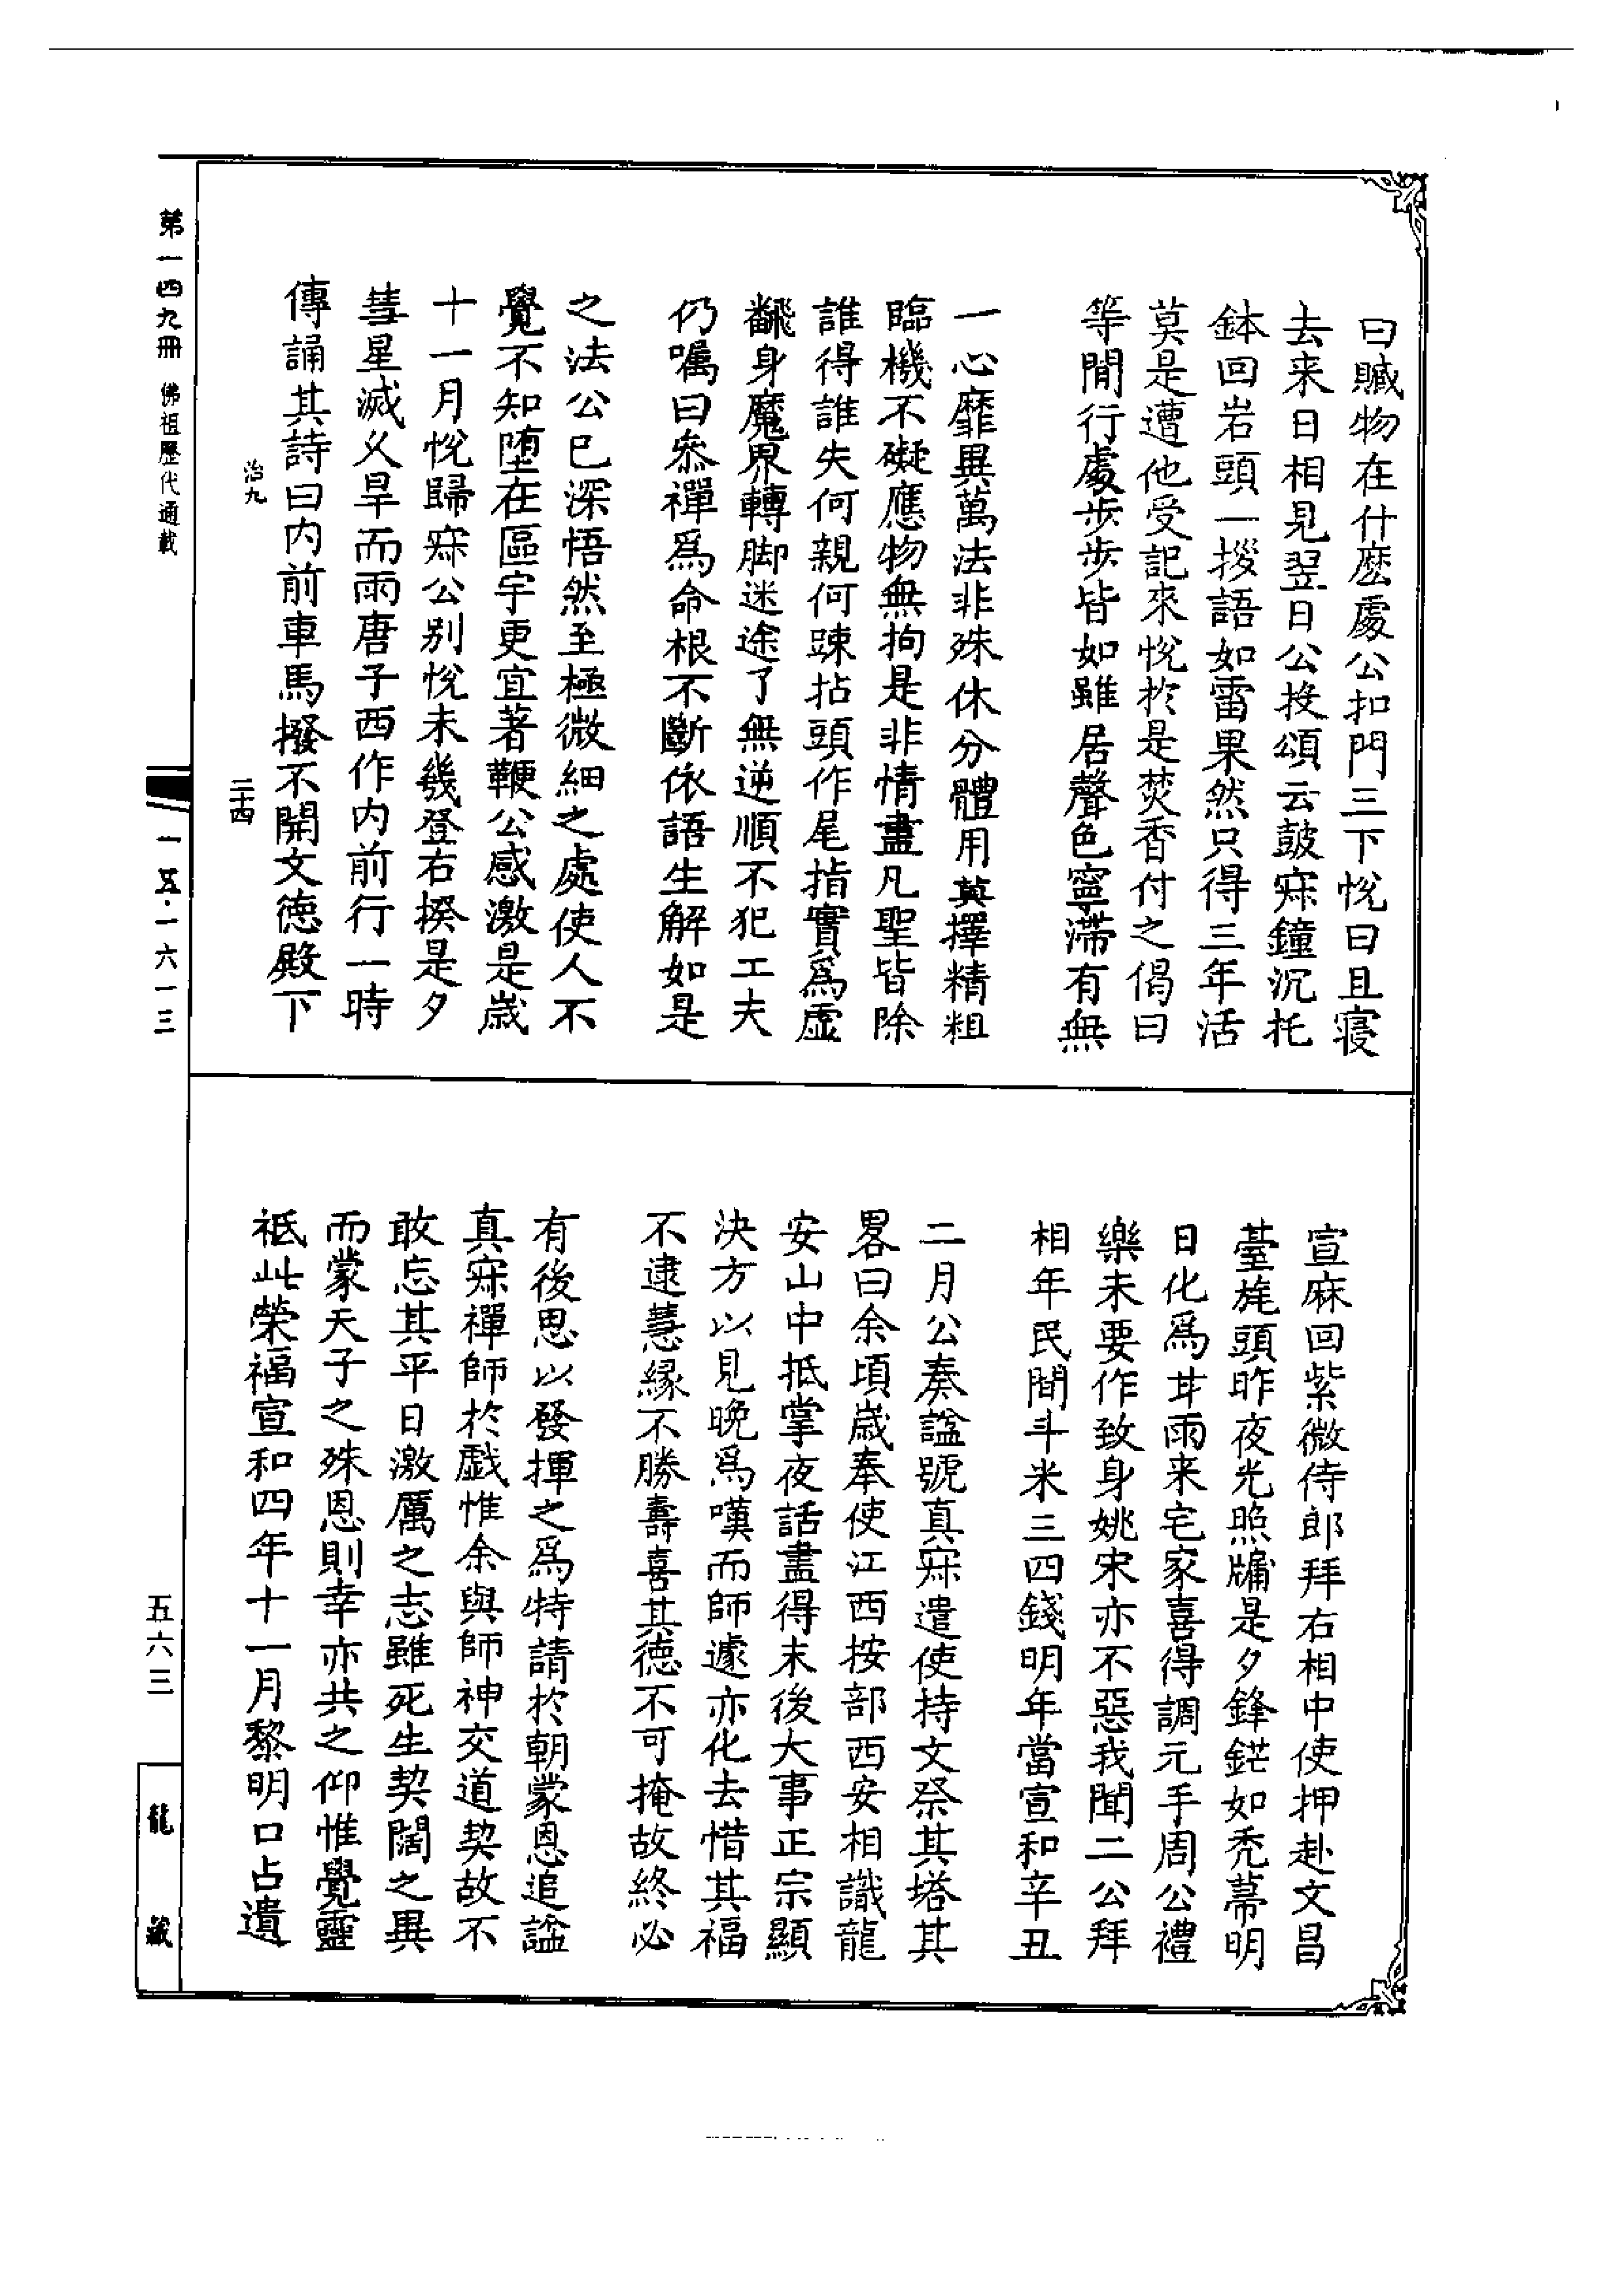 曰贓物在什麽處公扣門三下悅曰且寢
去来日相見翌日公投頌云皷寂鐘沉托
鉢回岩頭一拶語如雷果然只得三年活
莫是遭他受記來悅於是焚香付之偈曰
等閒行處步步皆如雖居聲色寧滯有無
一心靡異萬法非殊休分體用莫擇精粗
臨機不礙應物無拘是非情盡凡聖皆除
誰得誰失何親何踈拈頭作尾指實爲虛
飜身魔界轉脚迷途了無逆順不犯工夫
仍囑曰叅禪爲命根不斷依語生解如是
之法公已深悟然至極微細之處使人不
覺不知堕在區宇更宜著鞭公感激是歲
十一月悅歸寂公别悅未幾登右揆是夕
彗星滅乆旱而雨唐子西作内前行一時
傳誦其詩曰内前車馬撥不開文德殿下
治九
二十四
宣麻回紫微侍郎拜右相中使押赴文昌
䑓旄頭昨夜光照牖是夕鋒鋩如秃菷明
日化爲甘雨来宅家喜得調元手周公禮
樂未要作致身姚宋亦不惡我聞二公拜
相年民間斗米三四錢明年當宣和辛丑
二月公奏諡號真寂遣使持文祭其塔其
畧曰余頃歲奉使江西按部西安相識龍
安山中抵掌夜話盡得末後大事正宗顯
決方以見晚爲嘆而師遽亦化去惜其福
不逮慧緣不勝壽喜其德不可掩故終必
有後思以發揮之爲特請於朝蒙恩追諡
真寂禪師於戲惟余與師神交道契故不
敢忘其平日激厲之志雖死生契闊之異
而蒙天子之殊恩則幸亦共之仰惟覺靈
祇此榮福宣和四年十一月黎明口占遺
第一四九冊 佛祖歷代通載
一五·一六一三
五六三
龍藏